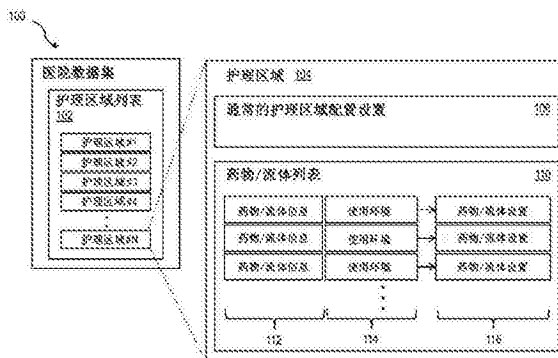 100
医院数据集
护理区域列表
102
护理区域#1
护理区域#2
护理区域#3
护理区域#4
护理区域#N
护理区域 104
通常的护理区域配置设置 108
药物/流体列表 110
药物/流体信息 使用环境 药物/流体设置
药物/流体信息 使用环境 药物/流体设置
药物/流体信息 使用环境 药物/流体设置
112 114 116